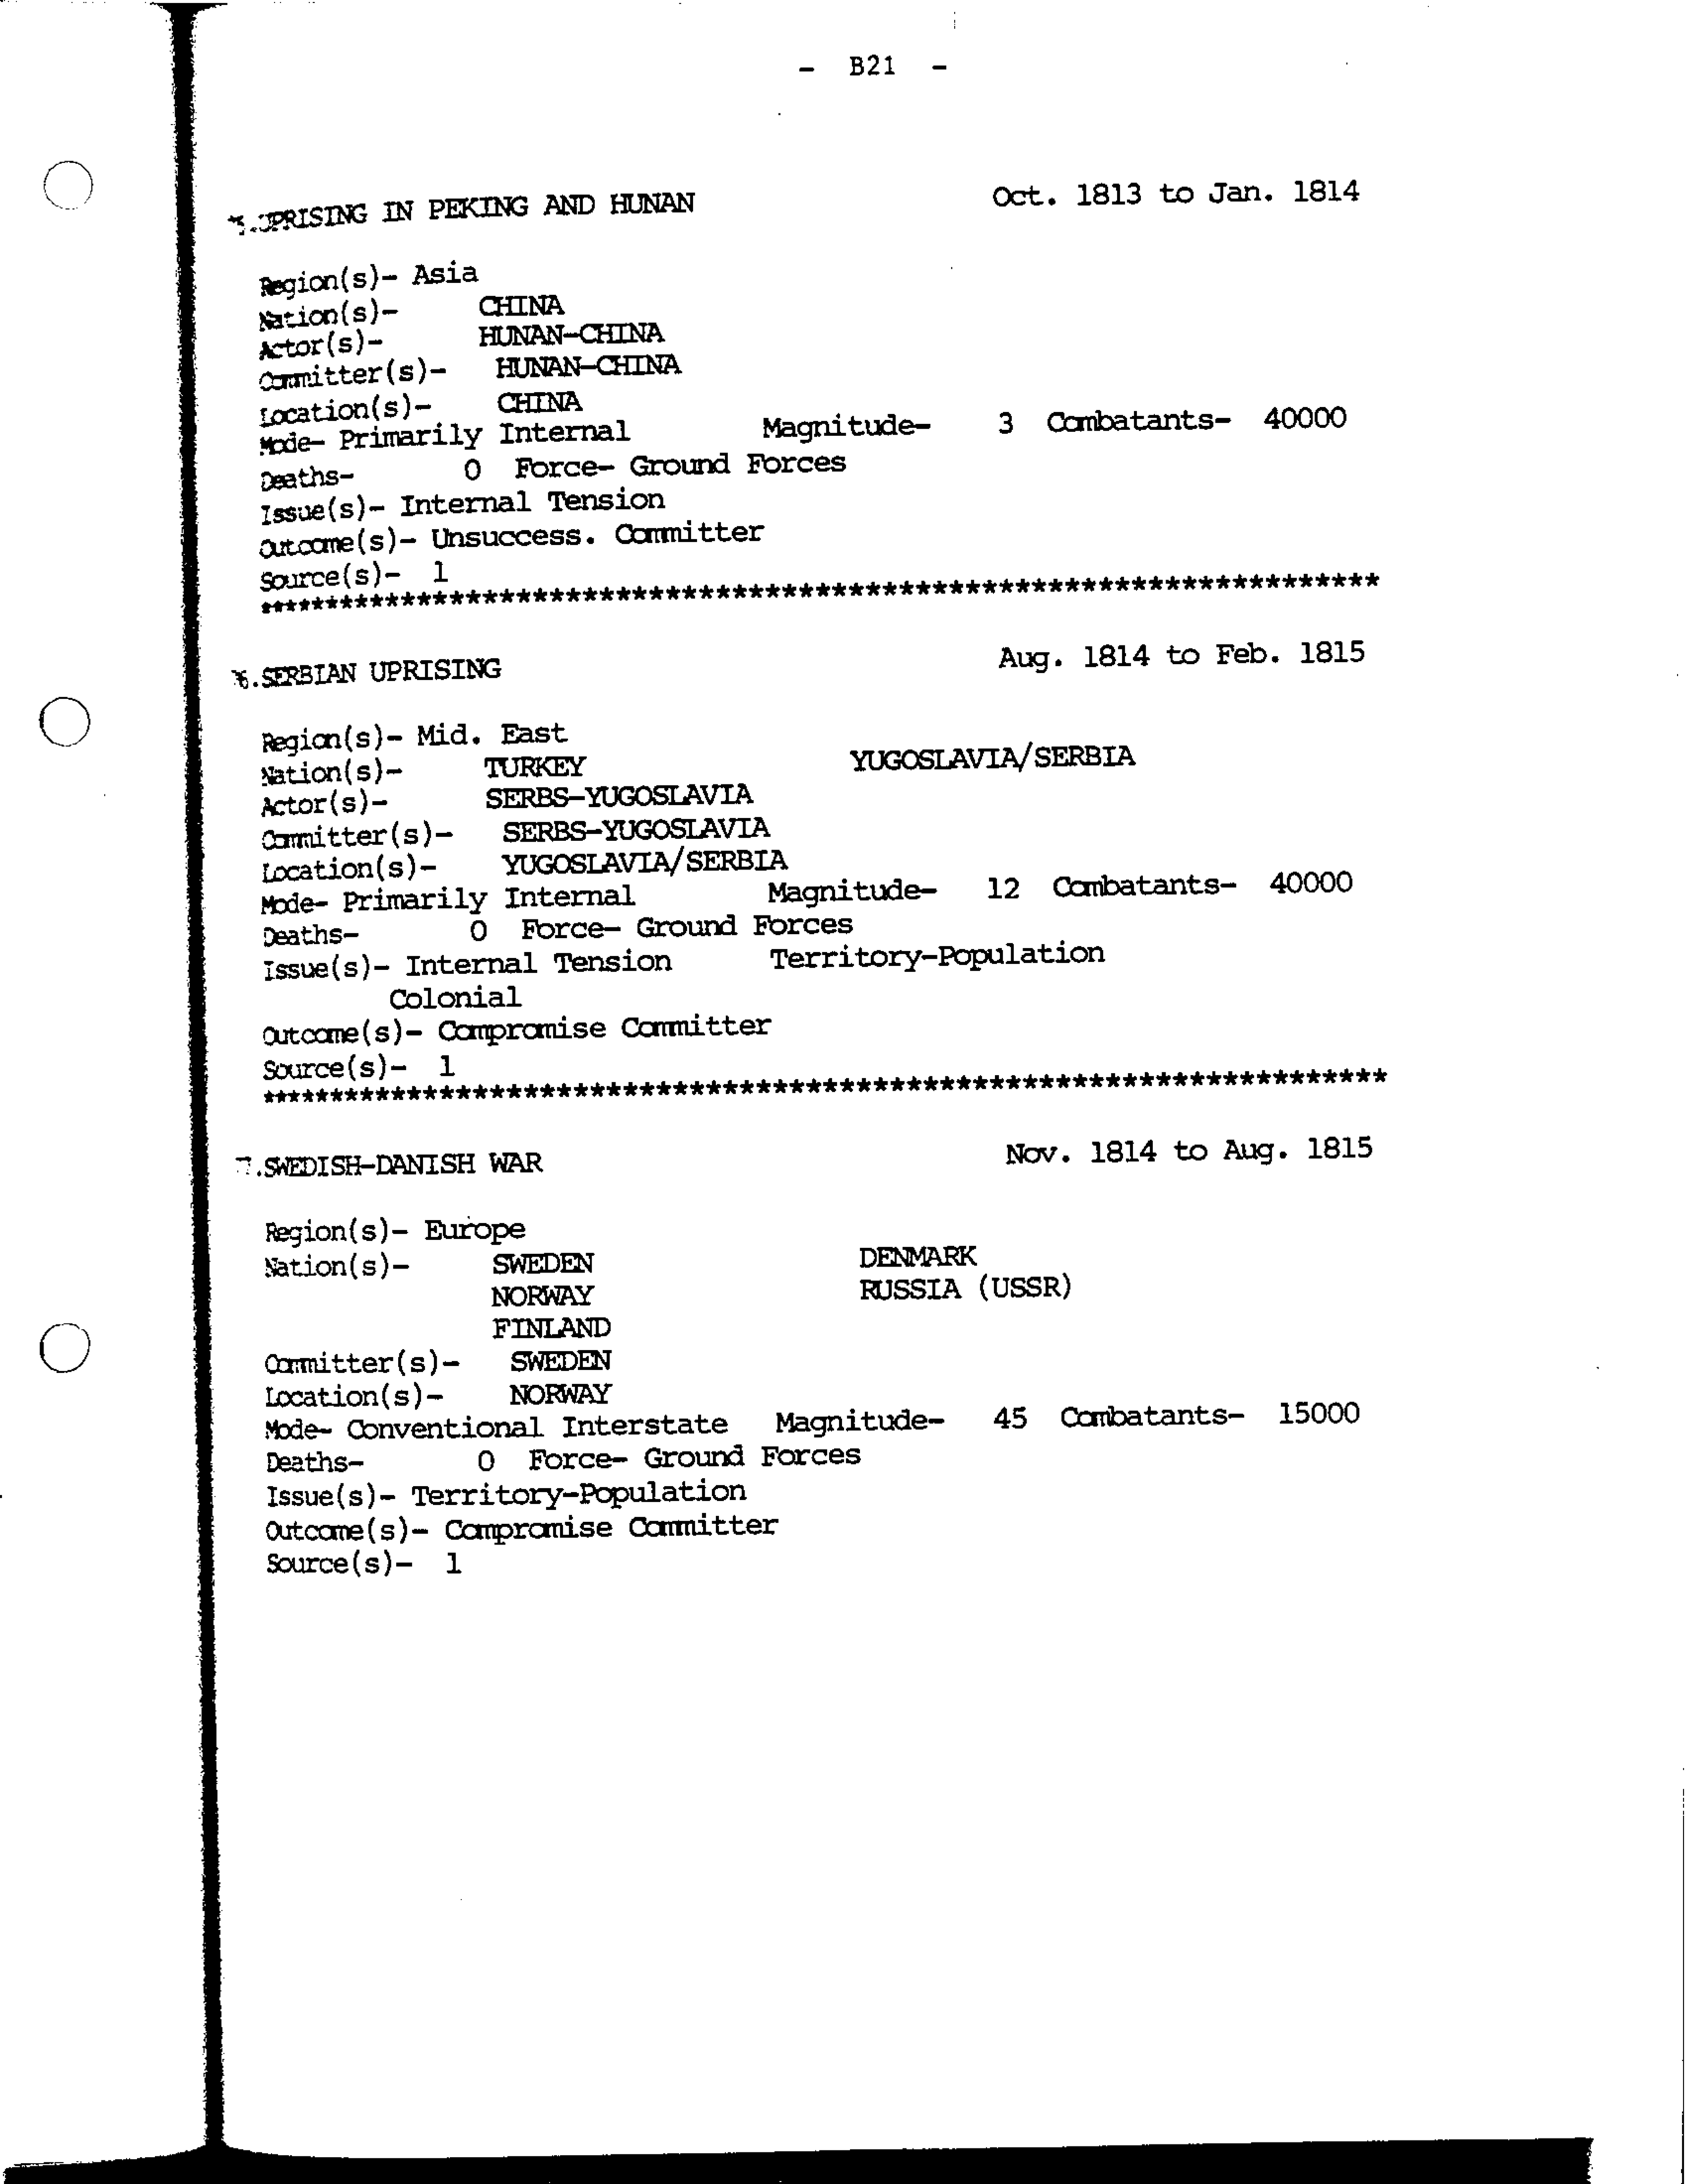 - B21 -
UPRISING IN PEKING AND HUNAN Oct. 1813 to Jan. 1814
Region(s)- Asia
Nation(s)- CHINA
Actor(s)- HUNAN-CHINA
Committer(s)- HUNAN-CHINA
Location(s)- CHINA
Mode- Primarily Internal Magnitude- 3 Combatants- 40000
Deaths- 0 Force- Ground Forces
Issue(s)- Internal Tension
Outcome(s)- Unsuccess. Committer
Source(s)- 1
**********************************************************************
6.SERBIAN UPRISING Aug. 1814 to Feb. 1815
Region(s)- Mid. East
Nation(s)- TURKEY YUGOSLAVIA/SERBIA
Actor(s)- SERBS-YUGOSLAVIA
Committer(s)- SERBS-YUGOSLAVIA
Location(s)- YUGOSLAVIA/SERBIA
Mode- Primarily Internal Magnitude- 12 Combatants- 40000
Deaths- 0 Force- Ground Forces
Issue(s)- Internal Tension Territory-Population
Colonial
Outcome(s)- Compromise Committer
Source(s)- 1
**********************************************************************
7.SWEDISH-DANISH WAR Nov. 1814 to Aug. 1815
Region(s)- Europe
Nation(s)- SWEDEN DENMARK
NORWAY RUSSIA (USSR)
FINLAND
Committer(s)- SWEDEN
Location(s)- NORWAY
Mode- Conventional Interstate Magnitude- 45 Combatants- 15000
Deaths- 0 Force- Ground Forces
Issue(s)- Territory-Population
Outcome(s)- Compromise Committer
Source(s)- 1